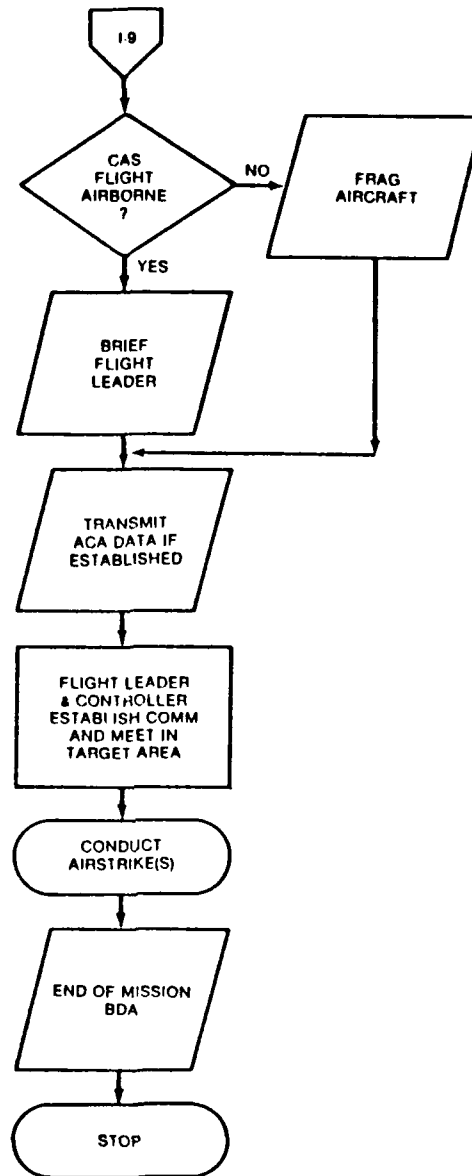 I-9
CAS
FLIGHT
AIRBORNE
?
NO
FRAG
AIRCRAFT
YES
BRIEF
FLIGHT
LEADER
TRANSMIT
ACA DATA IF
ESTABLISHED
FLIGHT LEADER
& CONTROLLER
ESTABLISH COMM
AND MEET IN
TARGET AREA
CONDUCT
AIRSTRIKE(S)
END OF MISSION
BDA
STOP